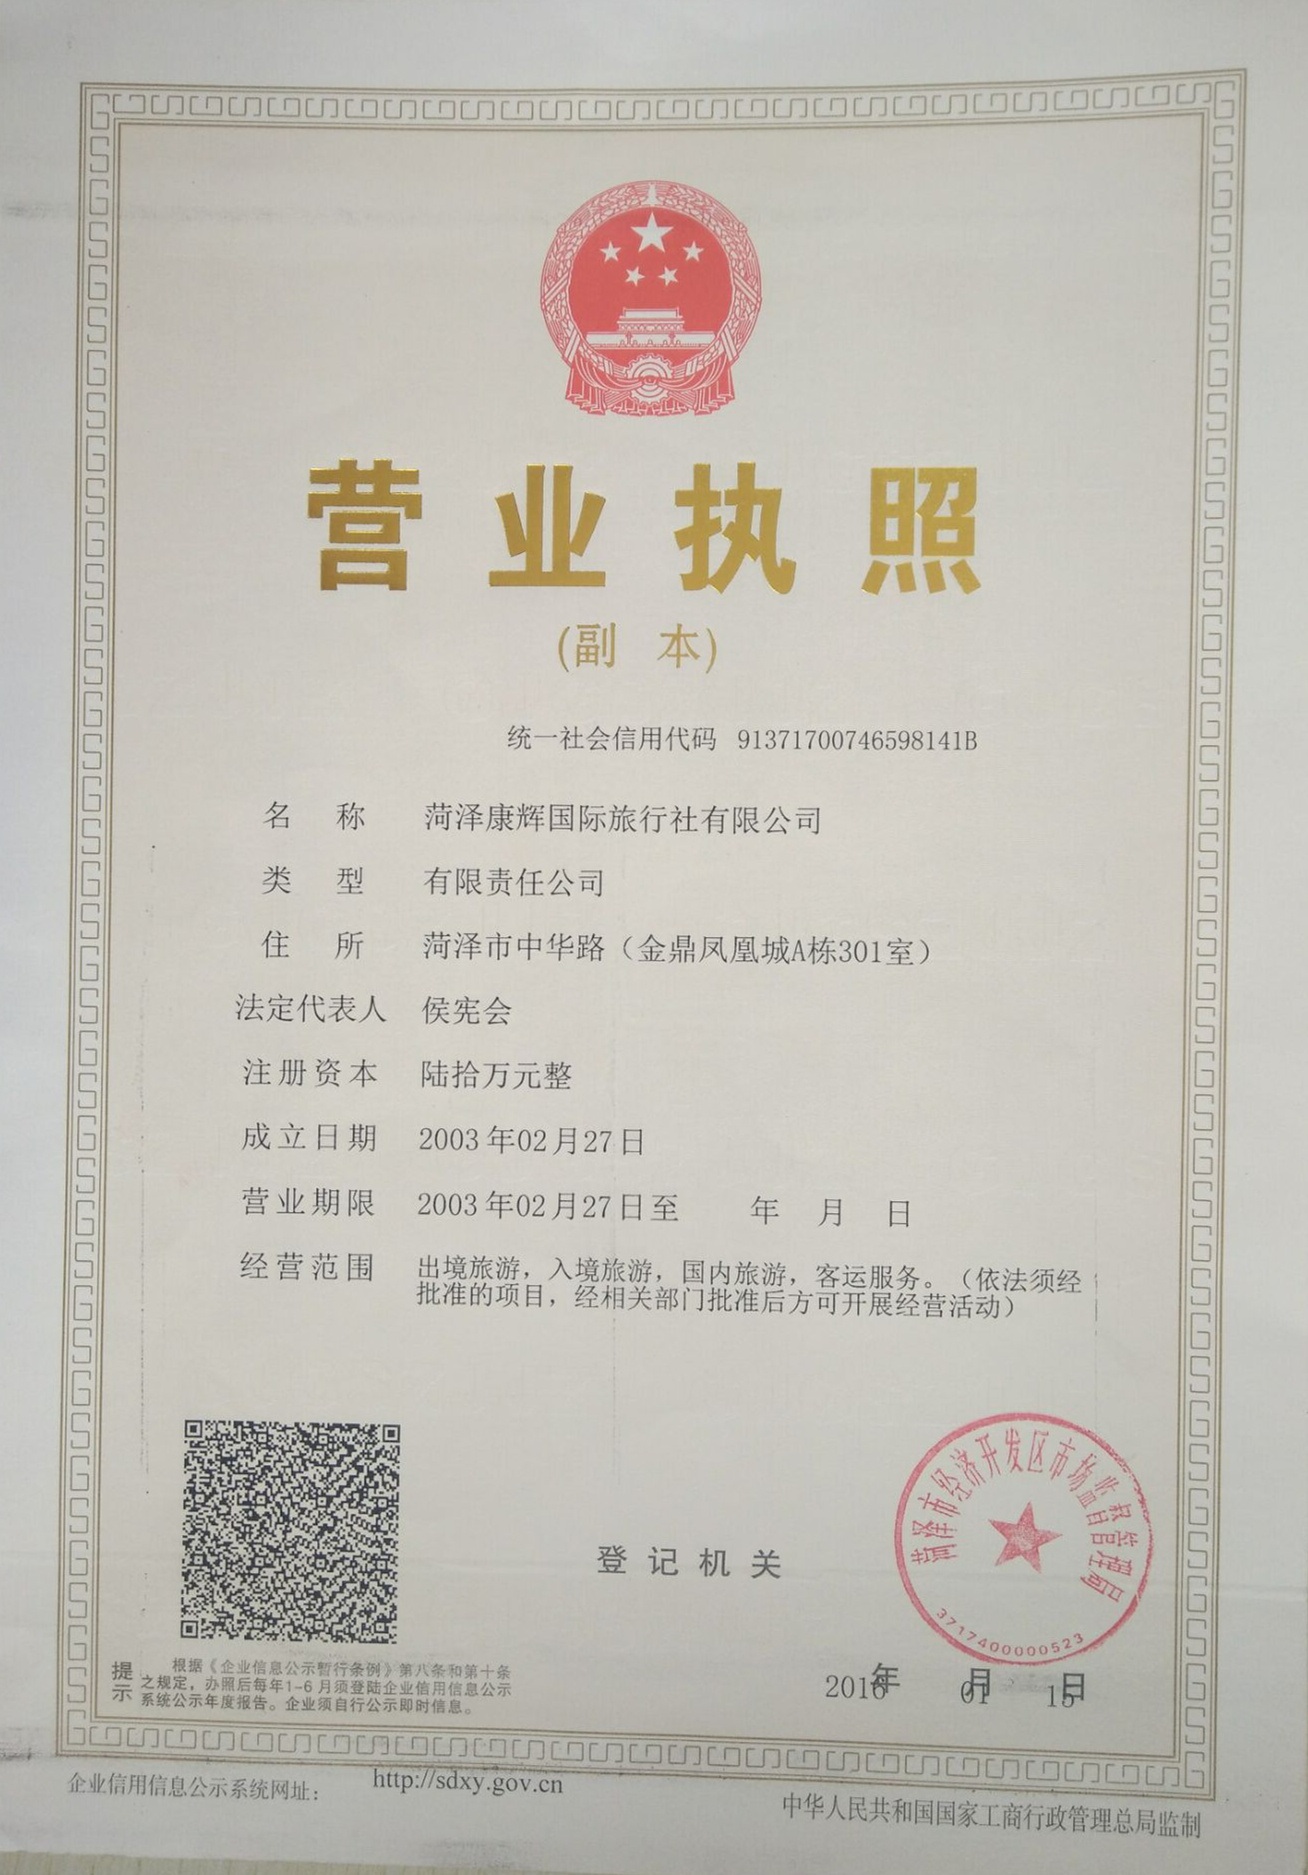 营业执照
(副 本)
统一社会信用代码 91371700746598141B
名 称 菏泽康辉国际旅行社有限公司
类 型 有限责任公司
住 所 菏泽市中华路（金鼎凤凰城A栋301室）
法定代表人 侯宪会
注册资本 陆拾万元整
成立日期 2003年02月27日
营业期限 2003年02月27日至 年 月 日
经营范围 出境旅游，入境旅游，国内旅游，客运服务。（依法须经
批准的项目，经相关部门批准后方可开展经营活动）
菏泽市经济开发区市场监督管理局
3717400000523
登记机关
2016年 01月 15日
提示
根据《企业信息公示暂行条例》第八条和第十条
之规定，办照后每年1-6月须登陆企业信用信息公示
系统公示年度报告。企业须自行公示即时信息。
企业信用信息公示系统网址： http://sdxy.gov.cn
中华人民共和国国家工商行政管理总局监制